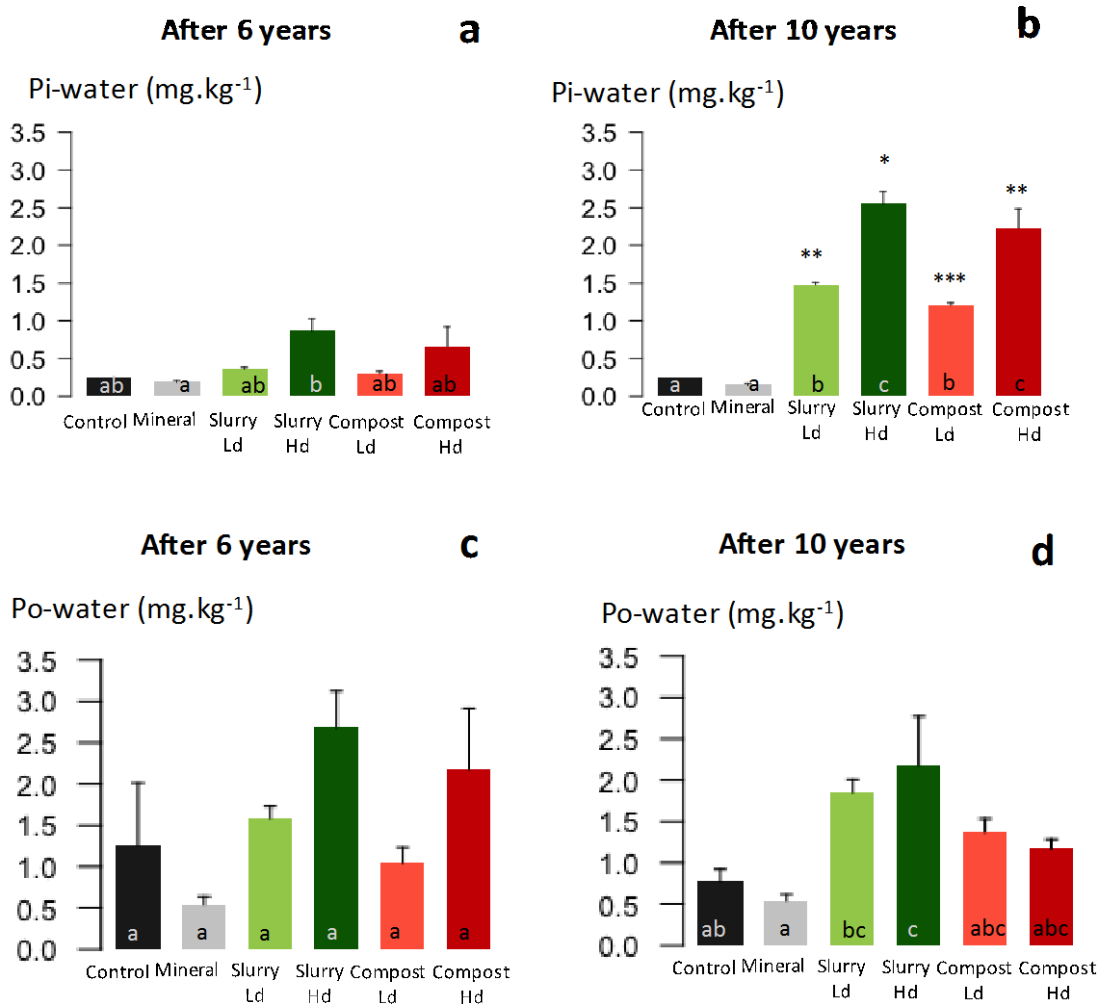 After 6 years a
Pi-water (mg.kg⁻¹)
3.5
3.0
2.5
2.0
1.5
1.0
0.5
0.0
ab a ab b ab ab
Control Mineral Slurry Ld Slurry Hd Compost Ld Compost Hd
After 10 years b
Pi-water (mg.kg⁻¹)
3.5
3.0
2.5
2.0
1.5
1.0
0.5
0.0
** * *** **
a a b c b c
Control Mineral Slurry Ld Slurry Hd Compost Ld Compost Hd
After 6 years c
Po-water (mg.kg⁻¹)
3.5
3.0
2.5
2.0
1.5
1.0
0.5
0.0
a a a a a a
Control Mineral Slurry Ld Slurry Hd Compost Ld Compost Hd
After 10 years d
Po-water (mg.kg⁻¹)
3.5
3.0
2.5
2.0
1.5
1.0
0.5
0.0
ab a bc c abc abc
Control Mineral Slurry Ld Slurry Hd Compost Ld Compost Hd